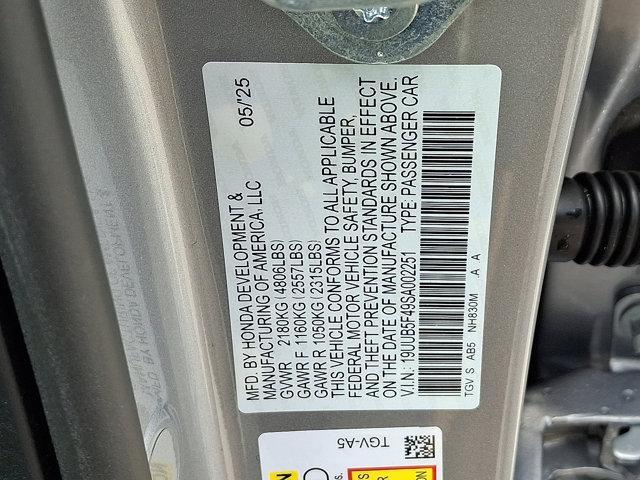 MFD. BY HONDA DEVELOPMENT & 05/'25
MANUFACTURING OF AMERICA, LLC
GVWR 2180KG (4806LBS)
GAWR F 1160KG (2557LBS)
GAWR R 1050KG (2315LBS)
THIS VEHICLE CONFORMS TO ALL APPLICABLE
FEDERAL MOTOR VEHICLE SAFETY, BUMPER,
AND THEFT PREVENTION STANDARDS IN EFFECT
ON THE DATE OF MANUFACTURE SHOWN ABOVE.
V.I.N: 19UUB5F49SA002251 TYPE: PASSENGER CAR
TGV S AB5 NH830M .A A
TGV-A5